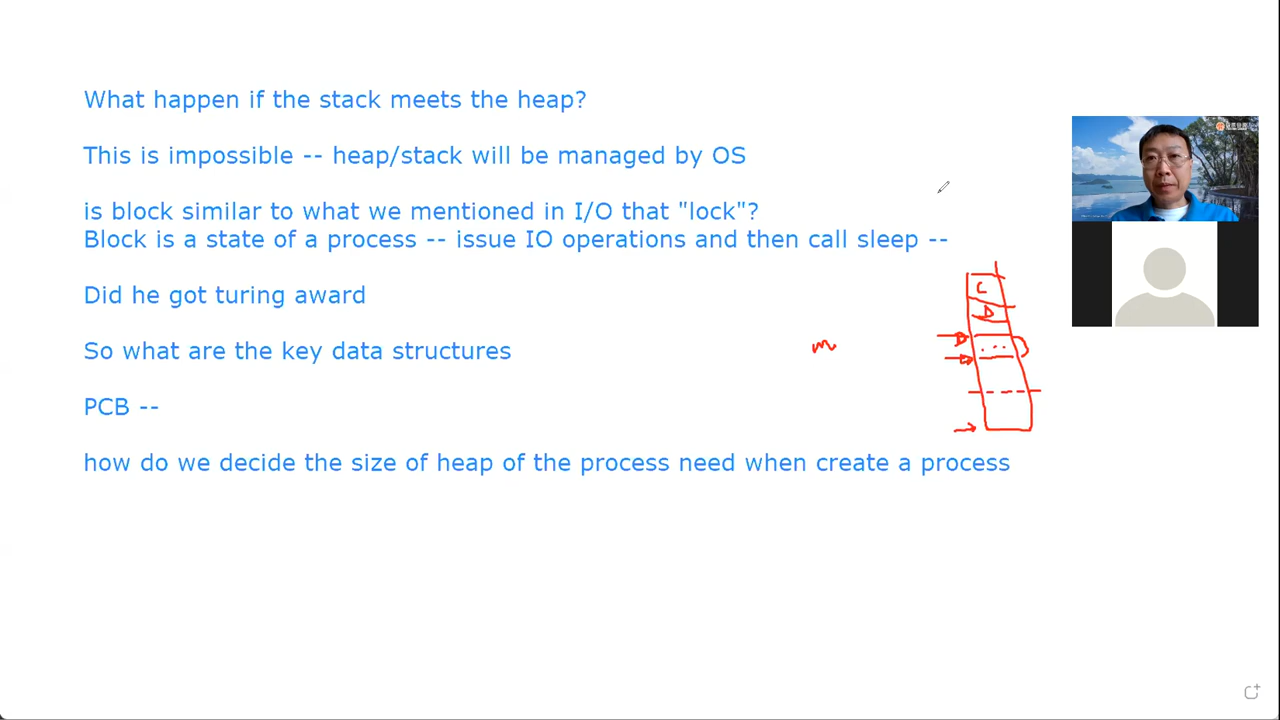 What happen if the stack meets the heap?
This is impossible -- heap/stack will be managed by OS
is block similar to what we mentioned in I/O that "lock"?
Block is a state of a process -- issue IO operations and then call sleep --
Did he got turing award
So what are the key data structures
PCB --
how do we decide the size of heap of the process need when create a process
C
D
m